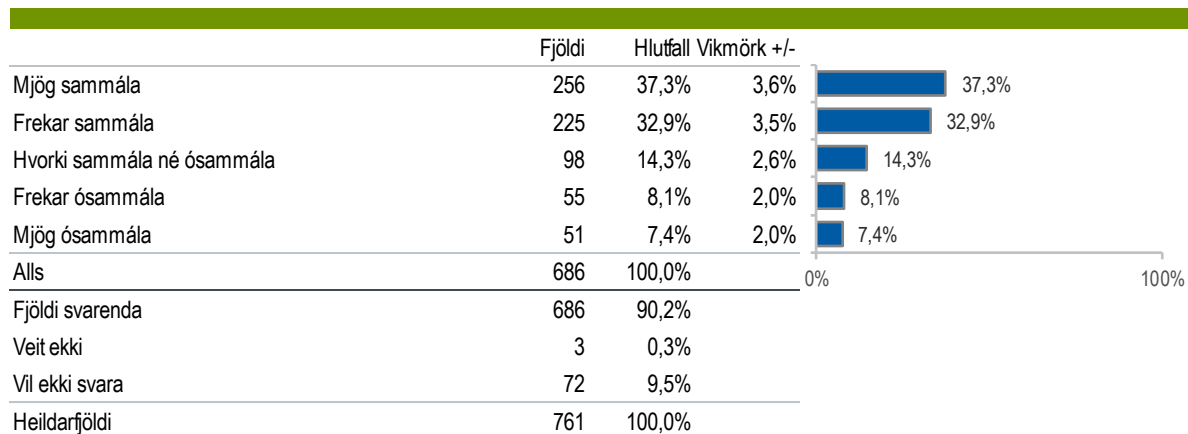 Fjöldi Hlutfall Vikmörk +/-
Mjög sammála 256 37,3% 3,6% 37,3%
Frekar sammála 225 32,9% 3,5% 32,9%
Hvorki sammála né ósammála 98 14,3% 2,6% 14,3%
Frekar ósammála 55 8,1% 2,0% 8,1%
Mjög ósammála 51 7,4% 2,0% 7,4%
Alls 686 100,0% 0% 100%
Fjöldi svarenda 686 90,2%
Veit ekki 3 0,3%
Vil ekki svara 72 9,5%
Heildarfjöldi 761 100,0%